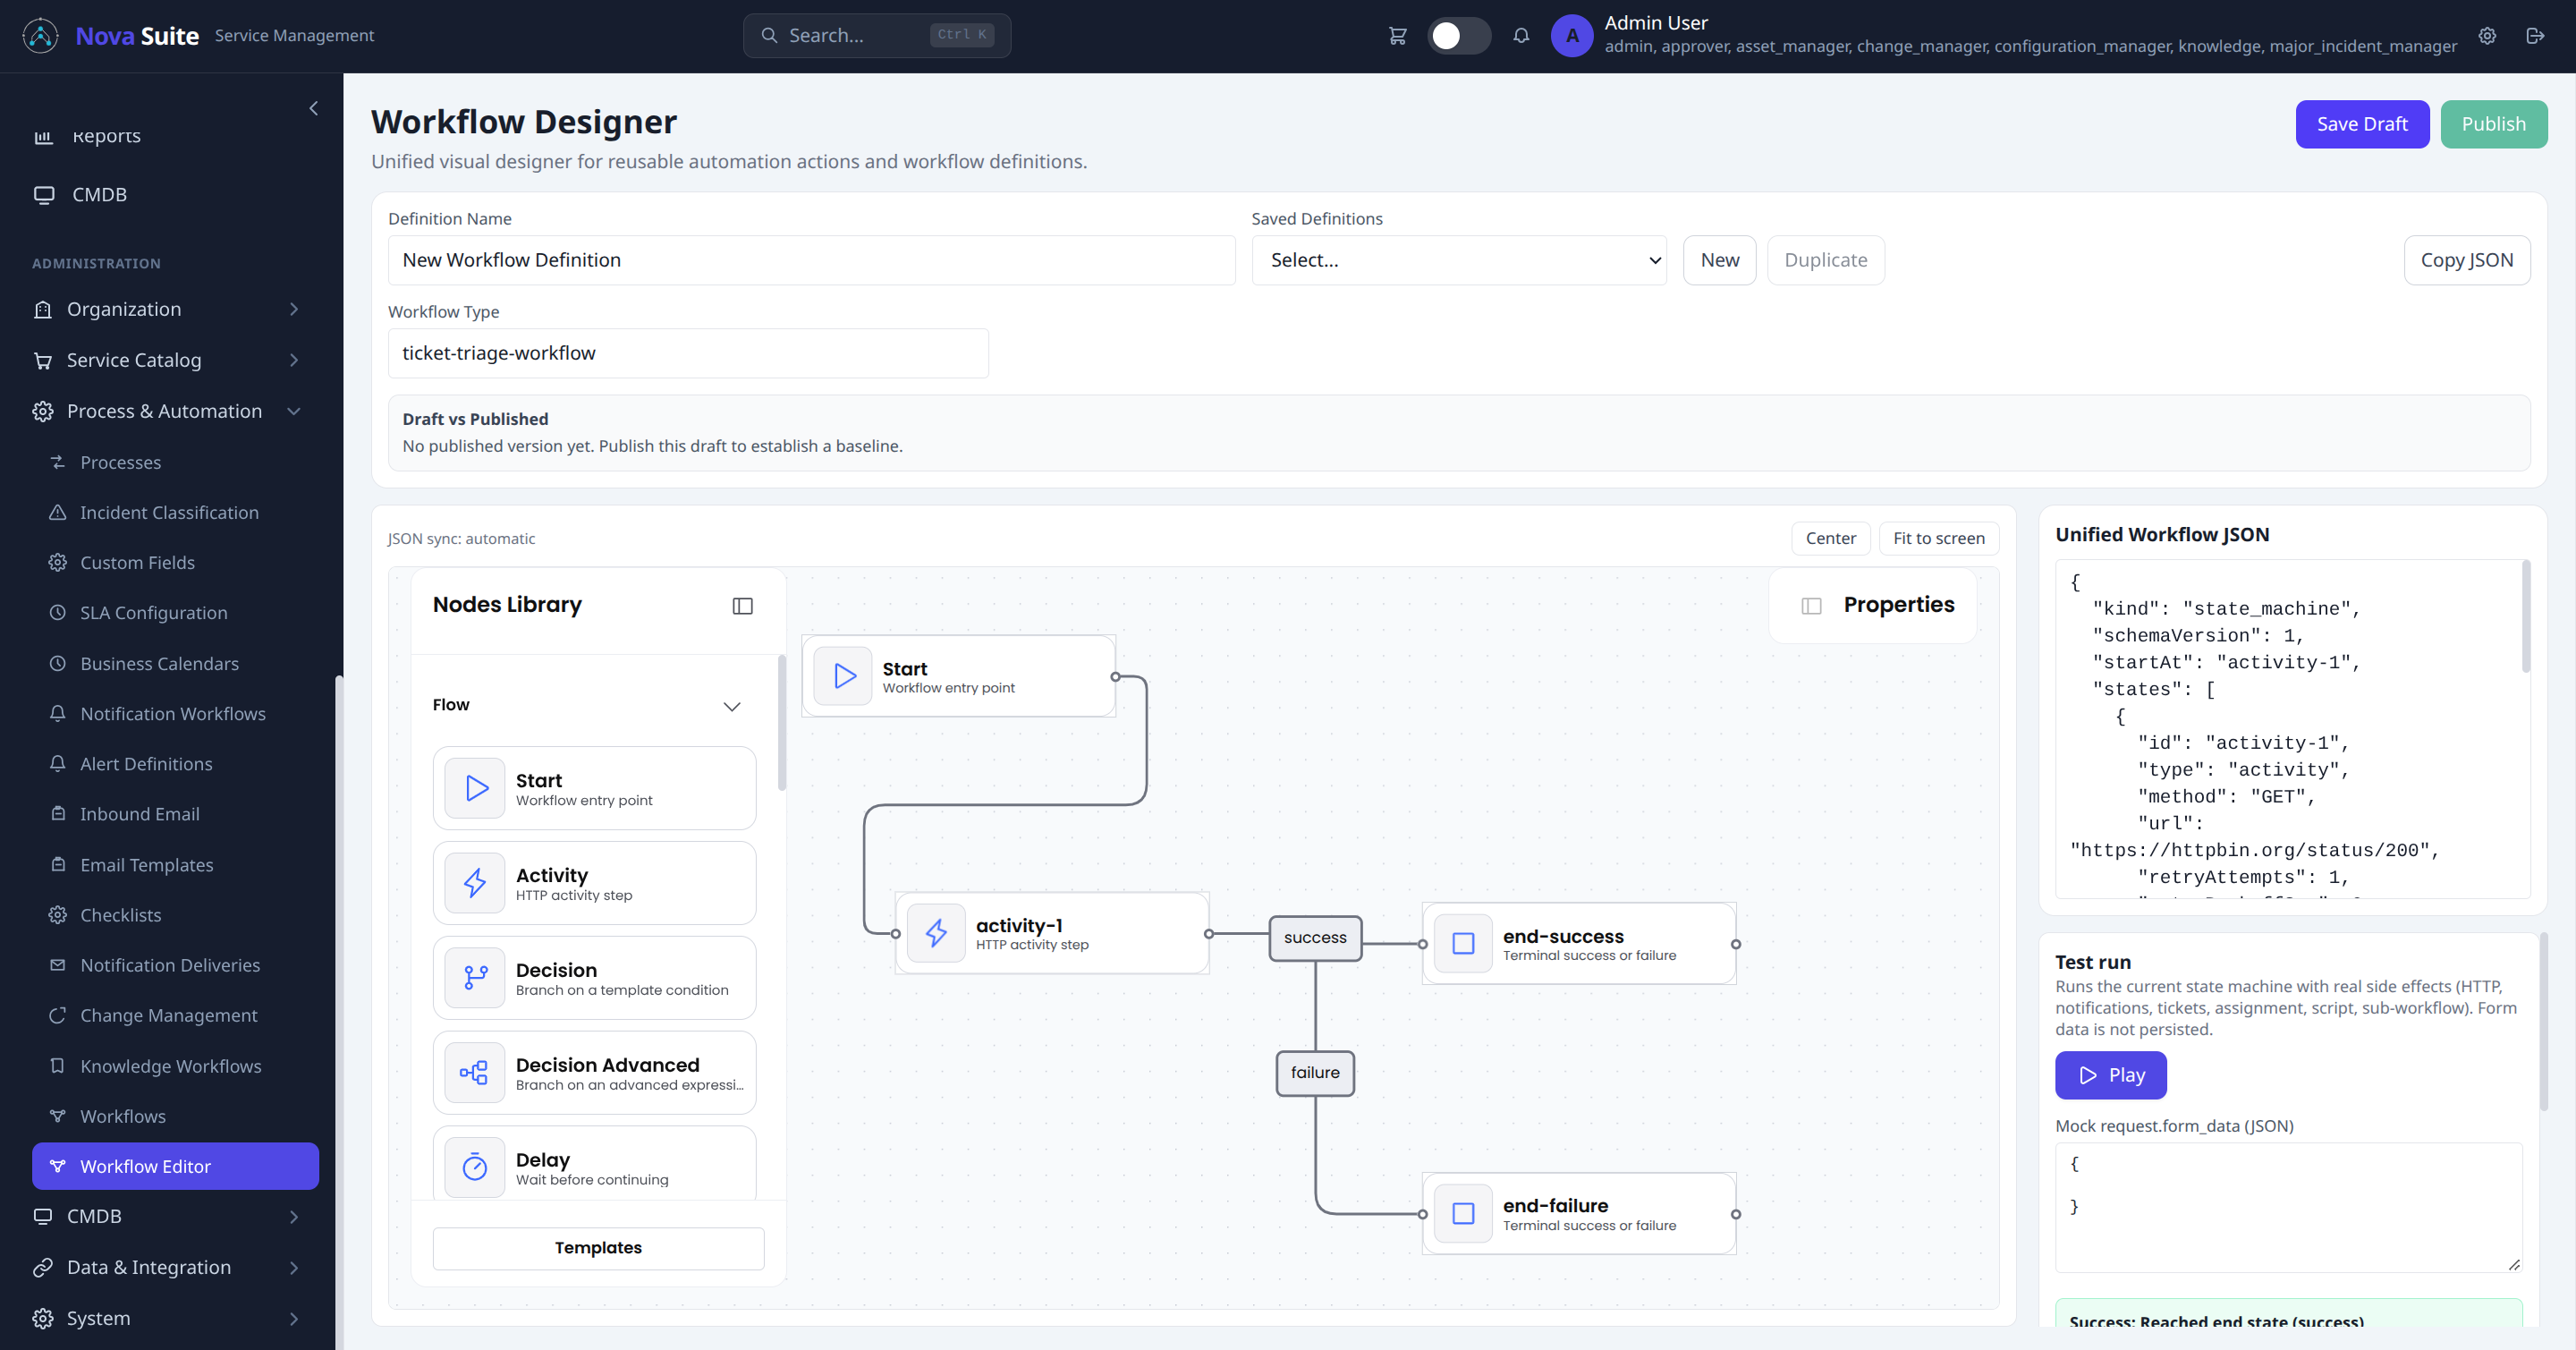 Nova Suite Service Management
Search... Ctrl K
A
Admin User
admin, approver, asset_manager, change_manager, configuration_manager, knowledge, major_incident_manager
Reports
CMDB
ADMINISTRATION
Organization
Service Catalog
Process & Automation
Processes
Incident Classification
Custom Fields
SLA Configuration
Business Calendars
Notification Workflows
Alert Definitions
Inbound Email
Email Templates
Checklists
Notification Deliveries
Change Management
Knowledge Workflows
Workflows
Workflow Editor
CMDB
Data & Integration
System
Workflow Designer
Unified visual designer for reusable automation actions and workflow definitions.
Save Draft
Publish
Definition Name
New Workflow Definition
Saved Definitions
Select...
New
Duplicate
Copy JSON
Workflow Type
ticket-triage-workflow
Draft vs Published
No published version yet. Publish this draft to establish a baseline.
JSON sync: automatic
Center
Fit to screen
Nodes Library
Flow
Start
Workflow entry point
Activity
HTTP activity step
Decision
Branch on a template condition
Decision Advanced
Branch on an advanced expressi...
Delay
Wait before continuing
Templates
Start
Workflow entry point
activity-1
HTTP activity step
success
failure
end-success
Terminal success or failure
end-failure
Terminal success or failure
Properties
Unified Workflow JSON
{
"kind": "state_machine",
"schemaVersion": 1,
"startAt": "activity-1",
"states": [
{
"id": "activity-1",
"type": "activity",
"method": "GET",
"url":
"https://httpbin.org/status/200",
"retryAttempts": 1,
Test run
Runs the current state machine with real side effects (HTTP,
notifications, tickets, assignment, script, sub-workflow). Form
data is not persisted.
Play
Mock request.form_data (JSON)
{
}
Success: Reached end state (success)